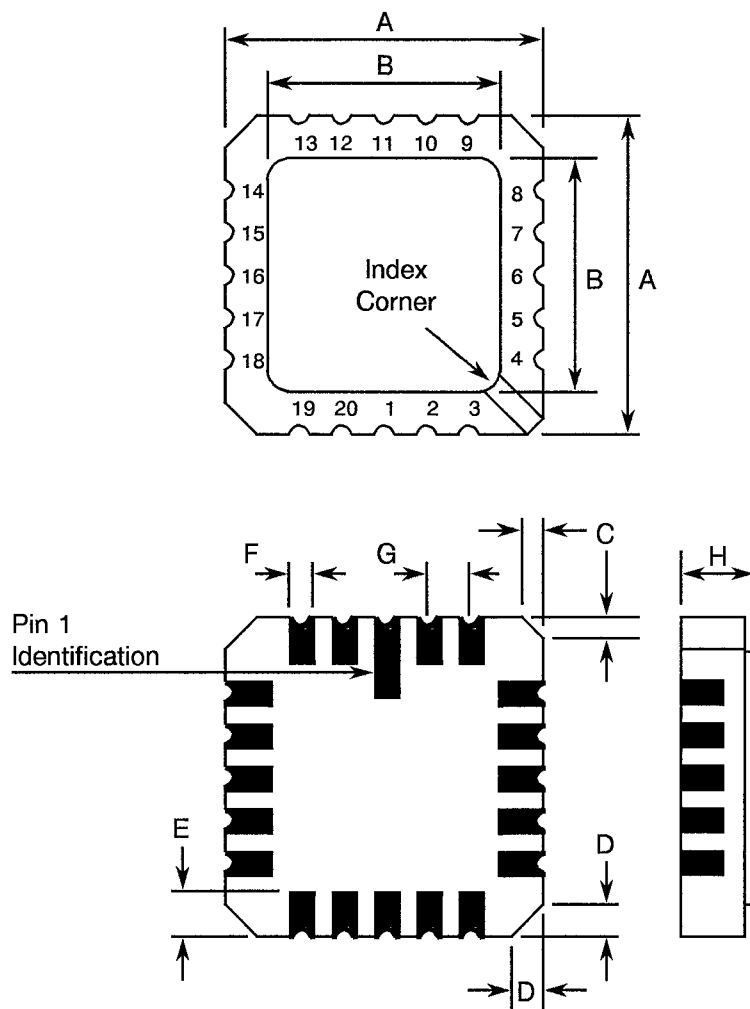 A
B
13 12 11 10 9
14 8
15 7
16 6
17 5
18 4
Index
Corner
B A
19 20 1 2 3
C
F G H
Pin 1
Identification
E D
D